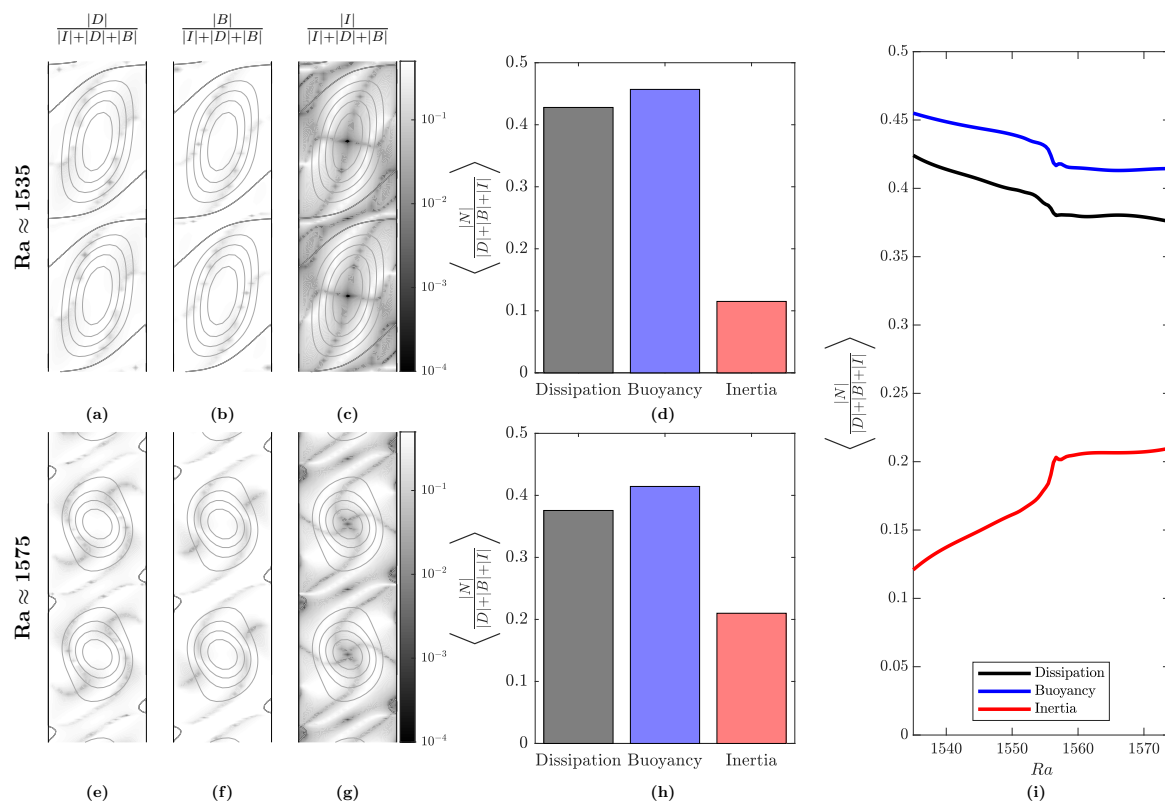 |D| / |I|+|D|+|B|
|B| / |I|+|D|+|B|
|I| / |I|+|D|+|B|
Ra ≈ 1535
10⁻¹
10⁻²
10⁻³
10⁻⁴
(a)
(b)
(c)
⟨ |N| / |D|+|B|+|I| ⟩
0.5
0.4
0.3
0.2
0.1
0
Dissipation Buoyancy Inertia
(d)
Ra ≈ 1575
10⁻¹
10⁻²
10⁻³
10⁻⁴
(e)
(f)
(g)
⟨ |N| / |D|+|B|+|I| ⟩
0.5
0.4
0.3
0.2
0.1
0
Dissipation Buoyancy Inertia
(h)
⟨ |N| / |D|+|B|+|I| ⟩
0.5
0.45
0.4
0.35
0.3
0.25
0.2
0.15
0.1
0.05
0
Dissipation
Buoyancy
Inertia
1540 1550 1560 1570
Ra
(i)